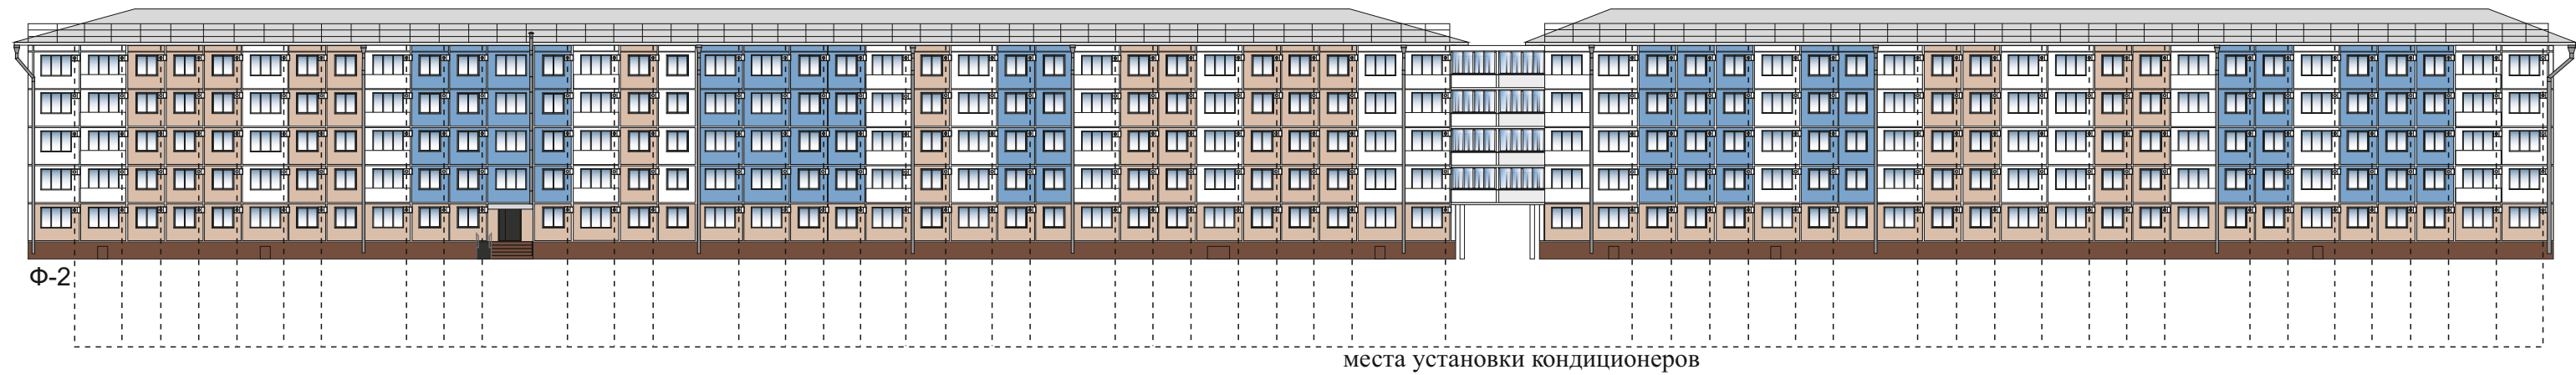 Ф-2
места установки кондиционеров